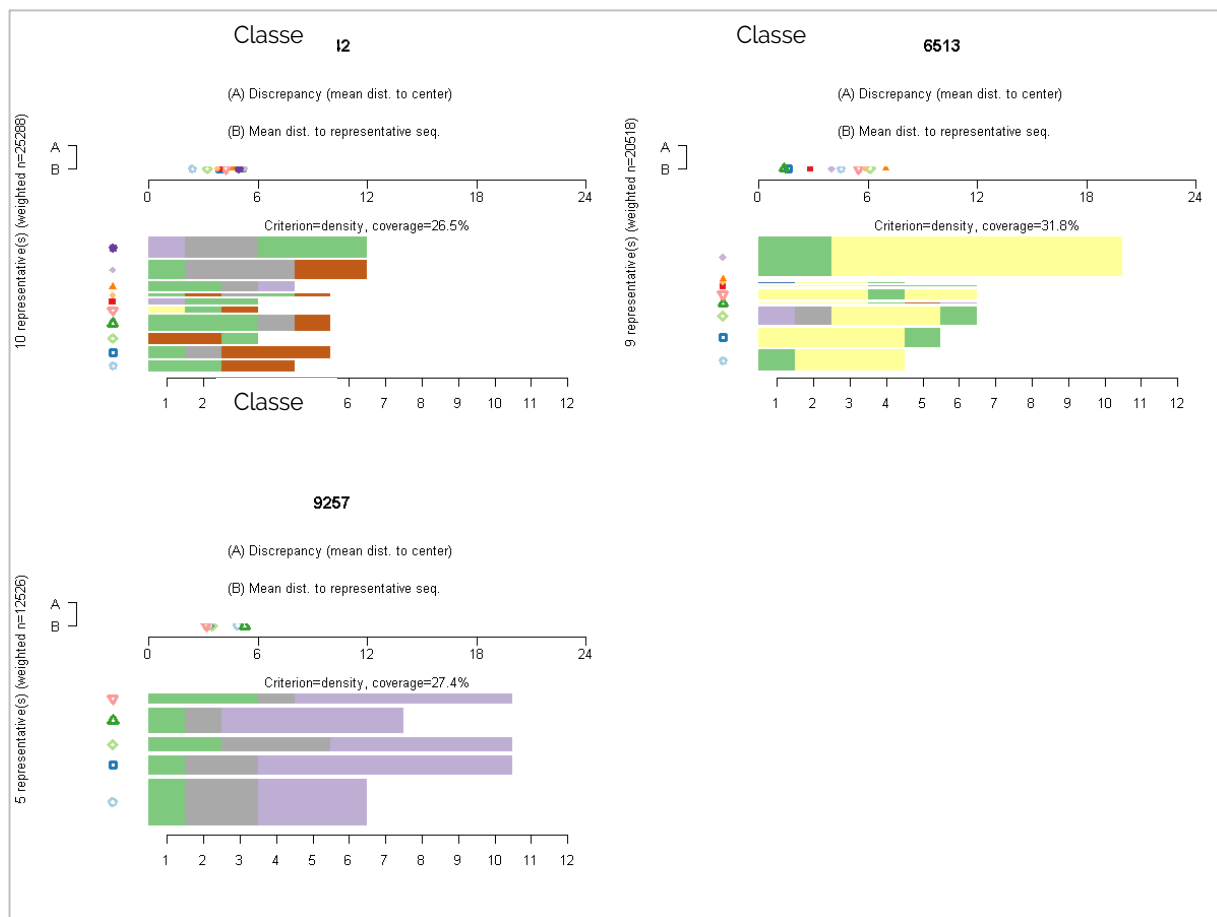 Classe
42
(A) Discrepancy (mean dist. to center)
(B) Mean dist. to representative seq.
10 representative(s) (weighted n=25288)
A
B
0 6 12 18 24
Criterion=density, coverage=26.5%
1 2 6 7 8 9 10 11 12
Classe
6513
(A) Discrepancy (mean dist. to center)
(B) Mean dist. to representative seq.
9 representative(s) (weighted n=20518)
A
B
0 6 12 18 24
Criterion=density, coverage=31.8%
1 2 3 4 5 6 7 8 9 10 11 12
Classe
9257
(A) Discrepancy (mean dist. to center)
(B) Mean dist. to representative seq.
5 representative(s) (weighted n=12526)
A
B
0 6 12 18 24
Criterion=density, coverage=27.4%
1 2 3 4 5 6 7 8 9 10 11 12